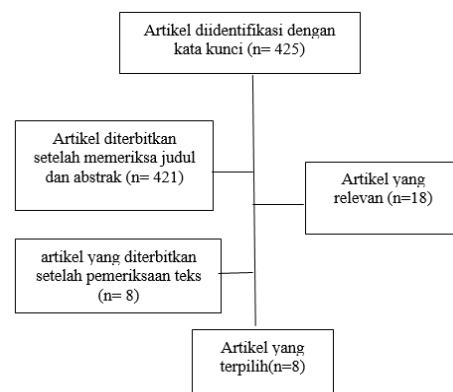 Artikel diidentifikasi dengan
kata kunci (n= 425)
Artikel diterbitkan
setelah memeriksa judul
dan abstrak (n= 421)
Artikel yang
relevan (n=18)
artikel yang diterbitkan
setelah pemeriksaan teks
(n= 8)
Artikel yang
terpilih(n=8)